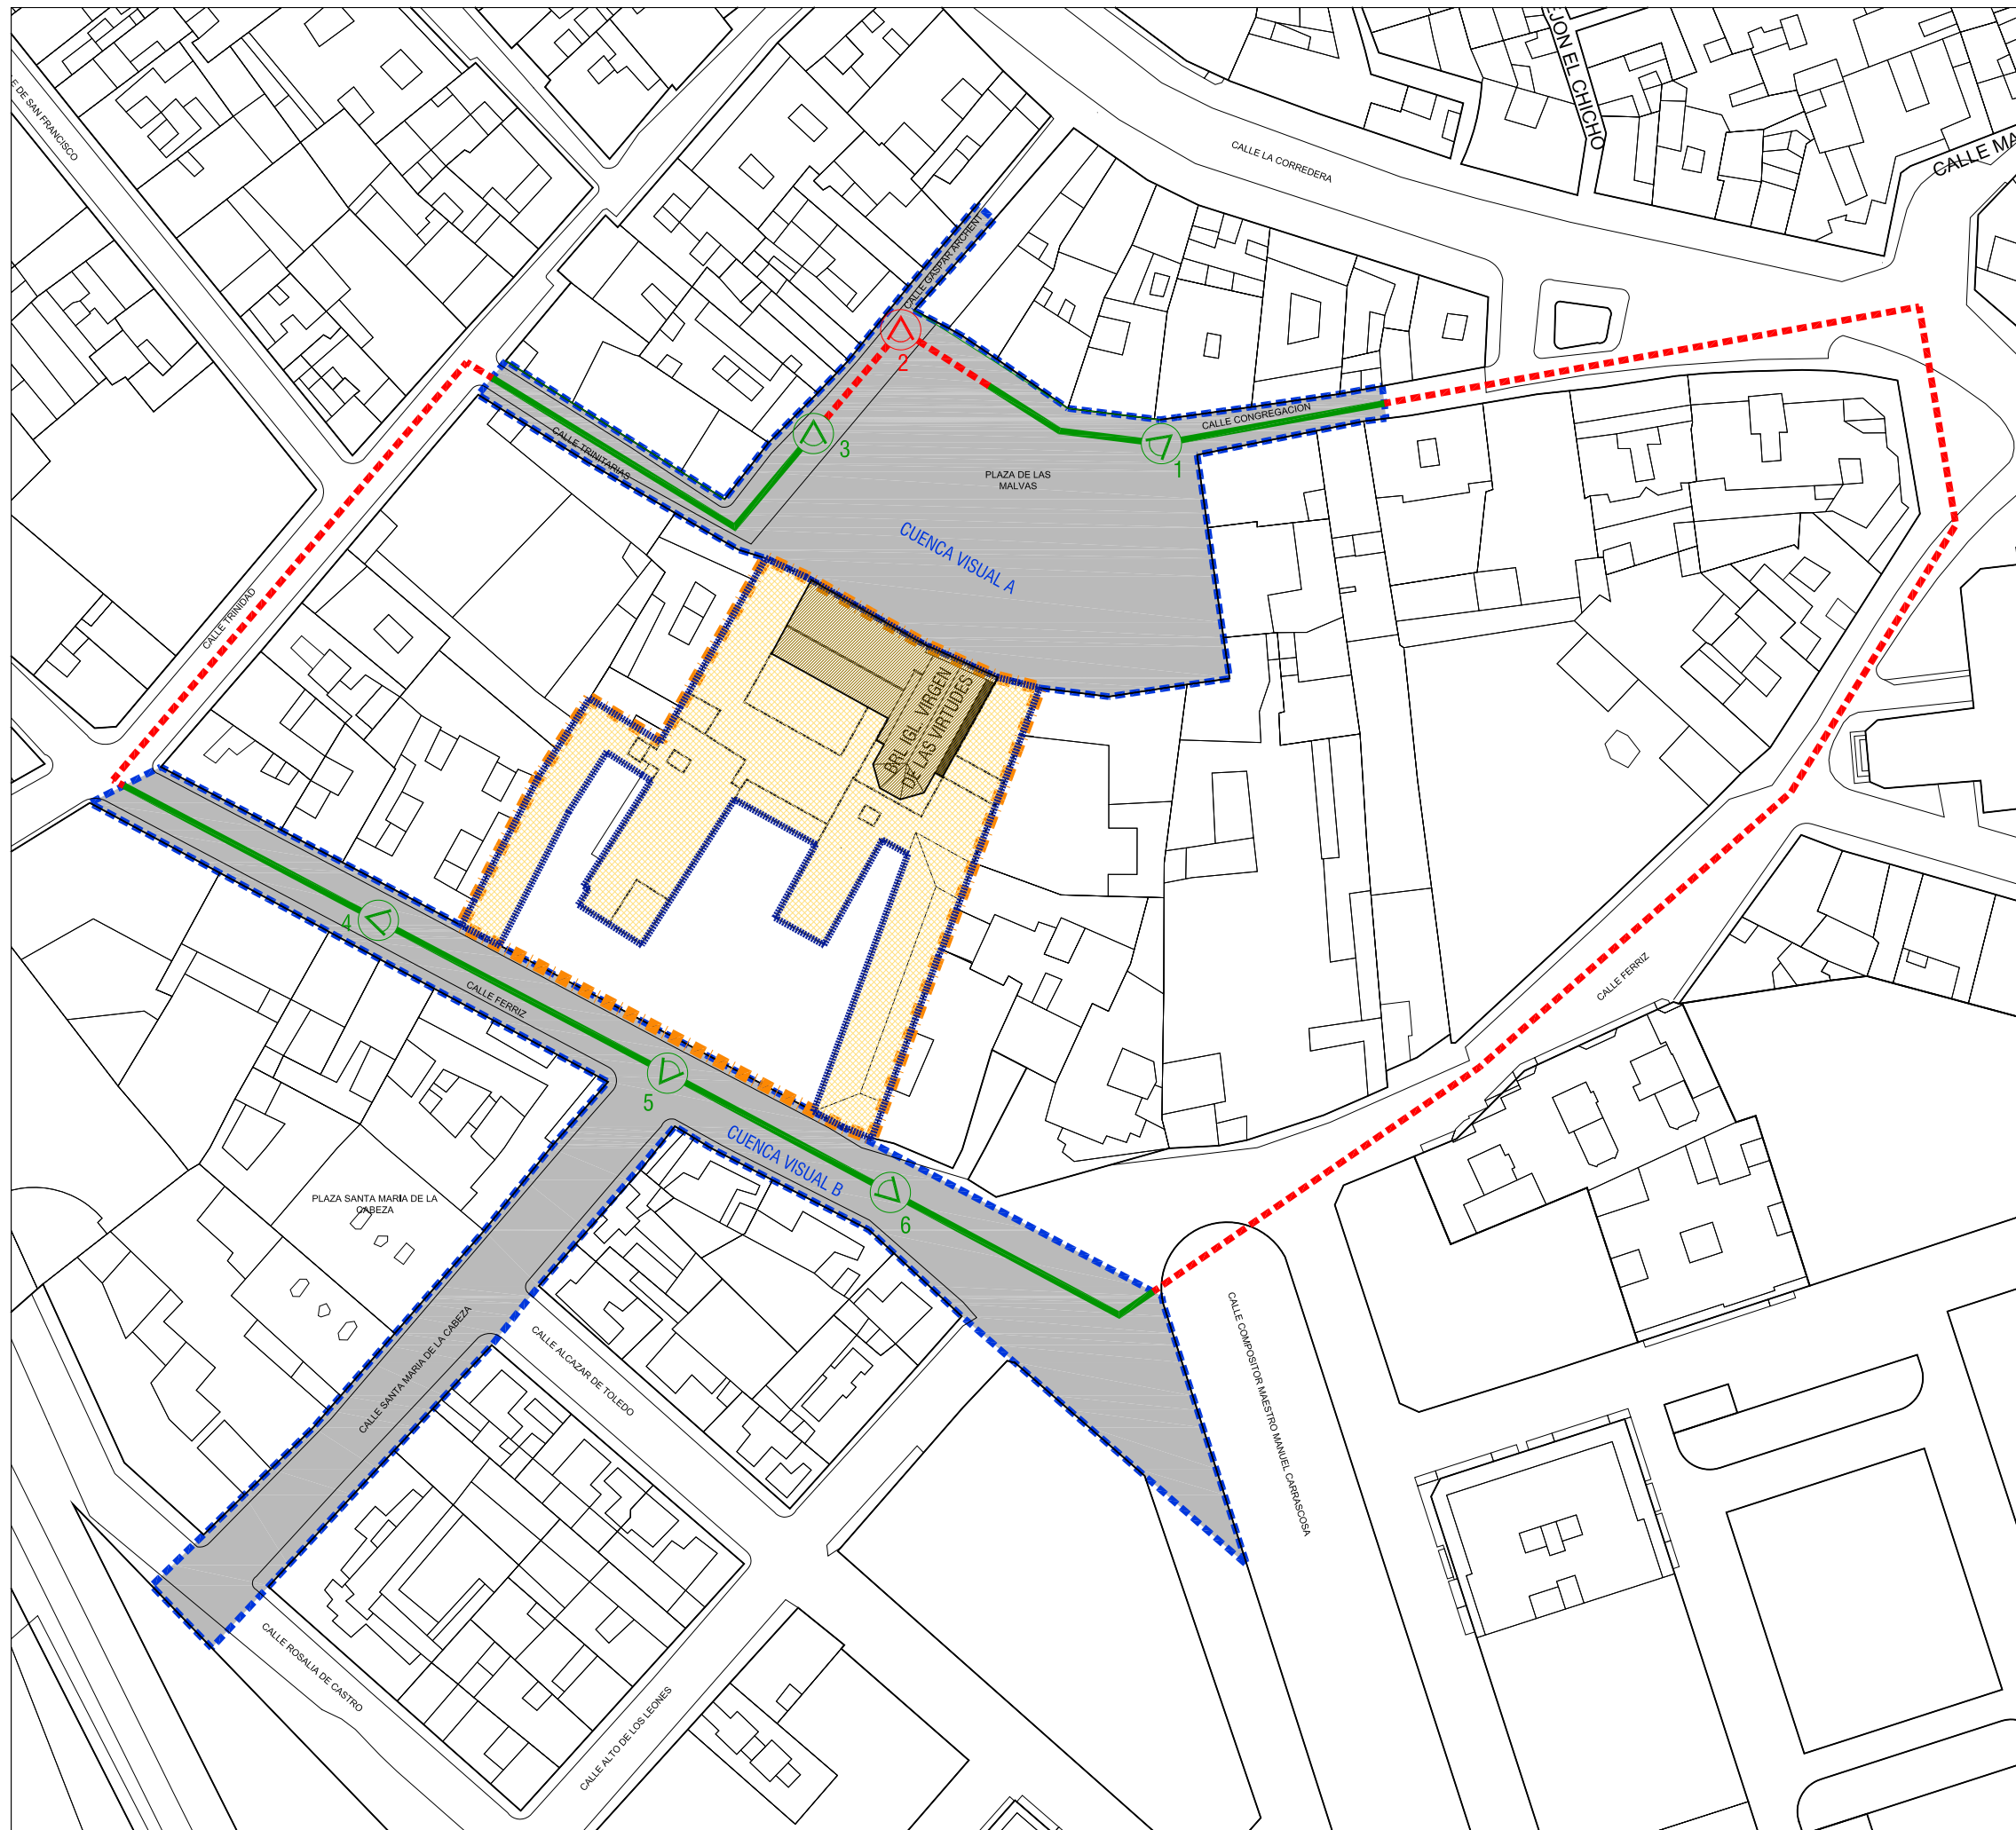 EJON EL CHICHO
E DE SAN FRANCISCO
CALLE LA CORREDERA
CALLE MA
CALLE GASPAR ARCHENT
2
CALLE CONGREGACION
3
1
CALLE TRINITARIAS
PLAZA DE LAS
MALVAS
CUENCA VISUAL A
CALLE TRINIDAD
BRL.IGL. VIRGEN
DE LAS VIRTUDES
4
CALLE FERRIZ
CALLE FERRIZ
5
CUENCA VISUAL B
PLAZA SANTA MARIA DE LA
CABEZA
6
CALLE SANTA MARIA DE LA CABEZA
CALLE ALCAZAR DE TOLEDO
CALLE COMPOSITOR MAESTRO MANUEL CARRASCOSA
CALLE ROSALIA DE CASTRO
CALLE ALTO DE LOS LEONES